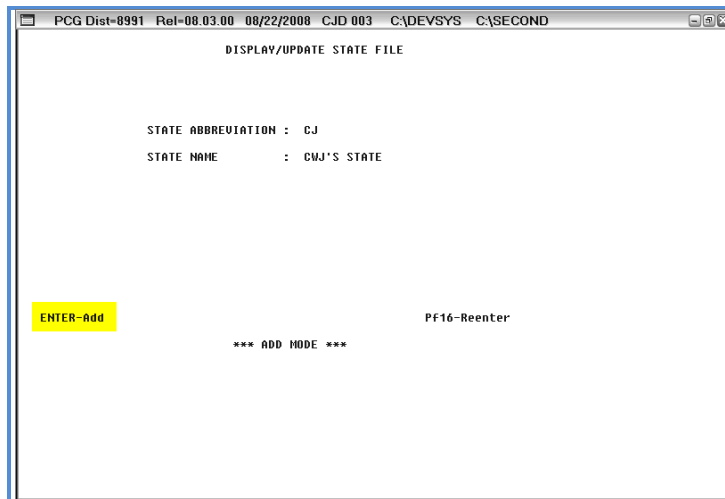 PCG Dist=8991 Rel=08.03.00 08/22/2008 CJD 003 C:\DEVSYS C:\SECOND
DISPLAY/UPDATE STATE FILE
STATE ABBREVIATION : CJ
STATE NAME : CWJ'S STATE
ENTER-Add Pf16-Reenter
*** ADD MODE ***